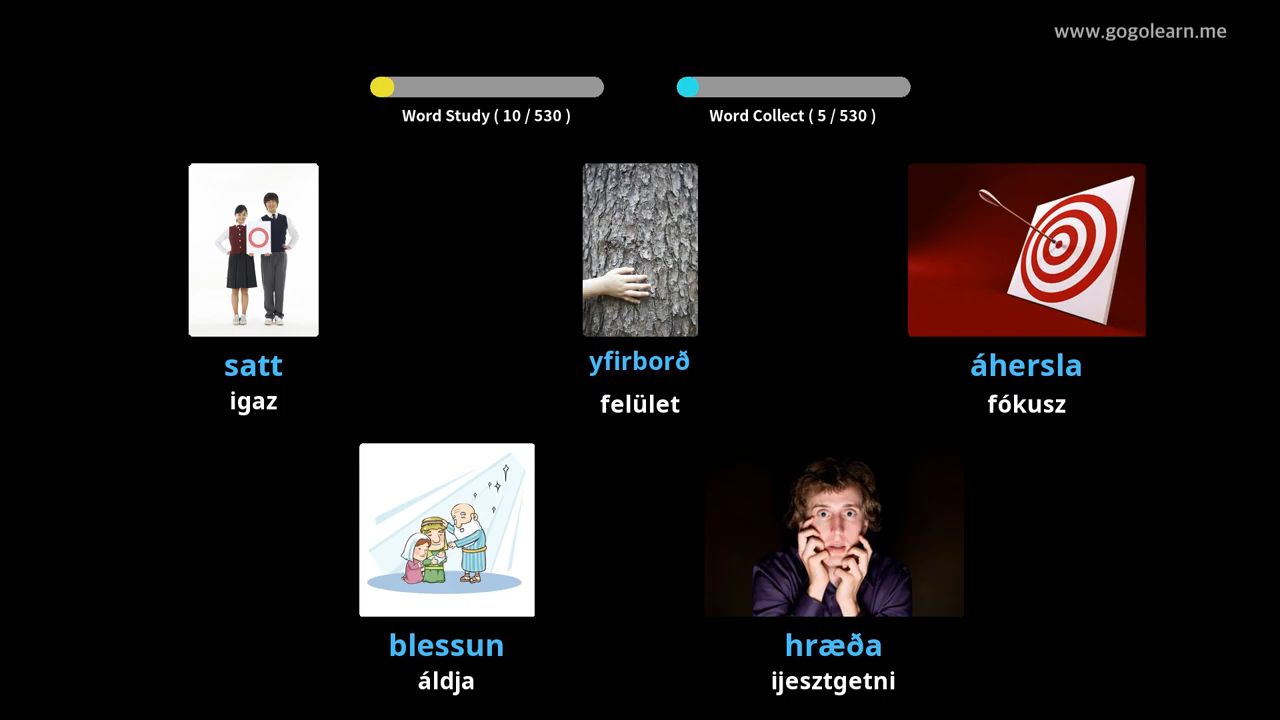 www.gogolearn.me
Word Study ( 10 / 530 )
Word Collect ( 5 / 530 )
satt
igaz
yfirborð
felület
áhersla
fókusz
blessun
áldja
hræða
ijesztgetni